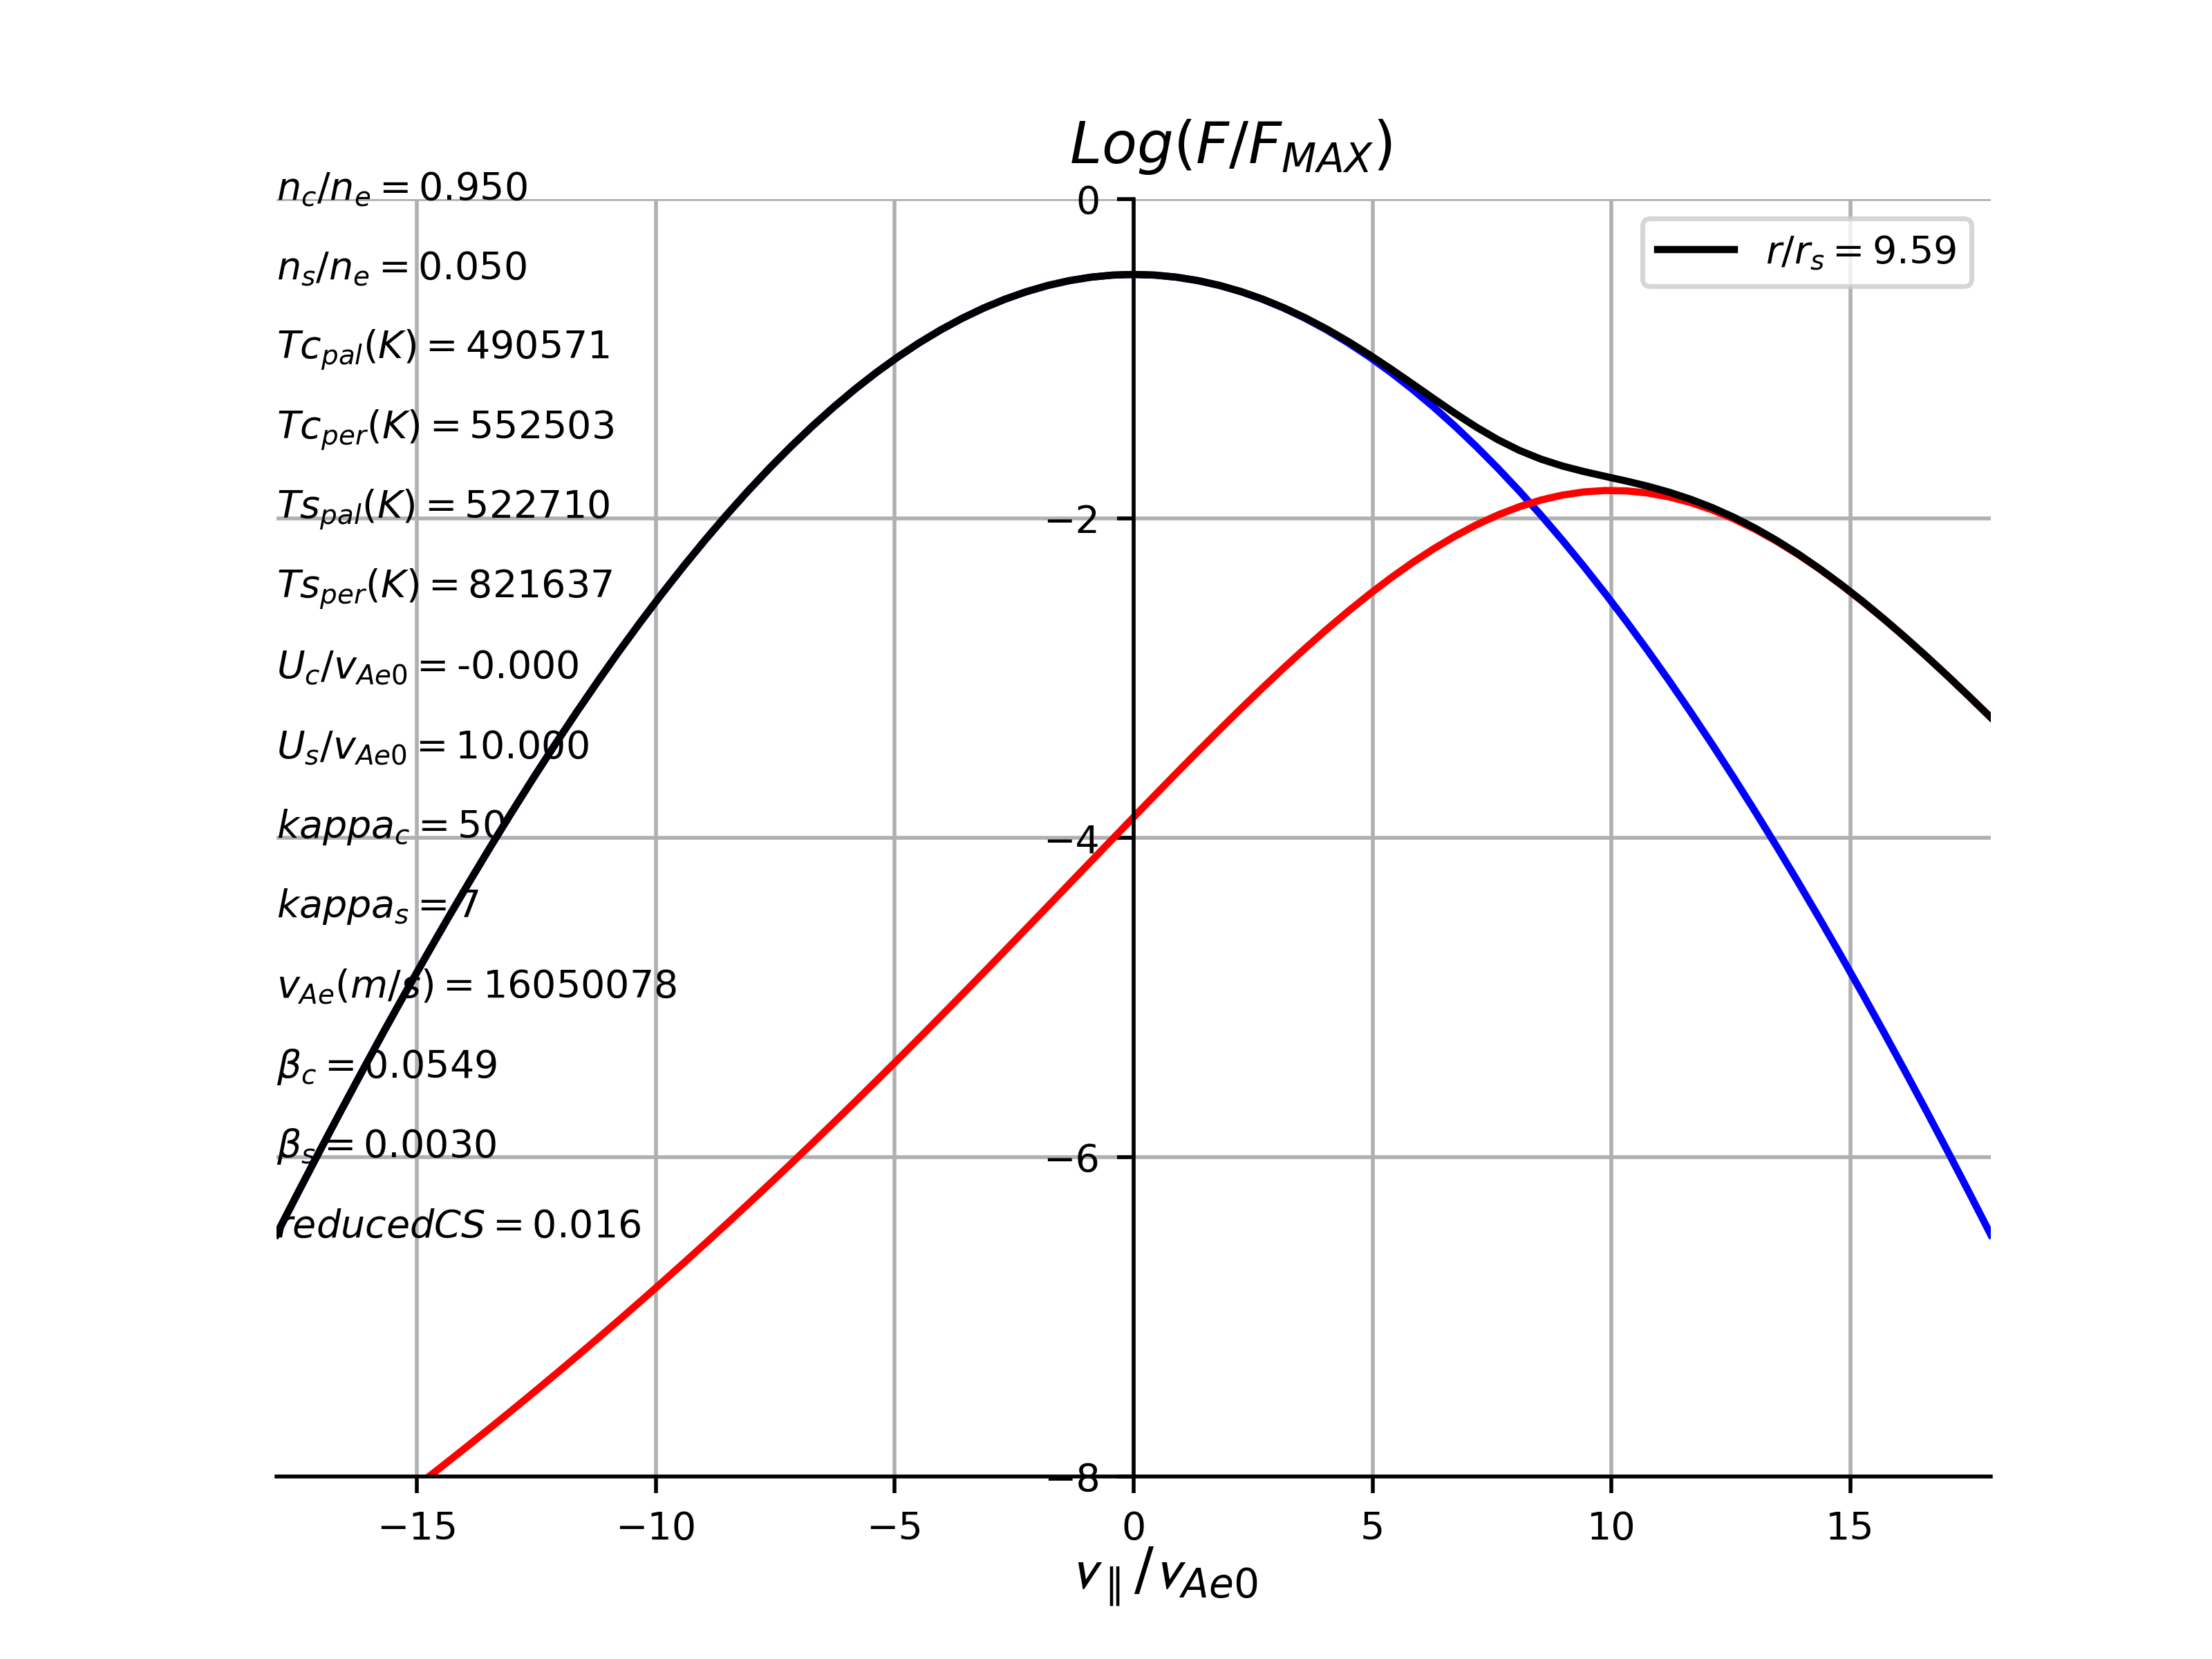 Log(F/F_MAX)
n_c/n_e = 0.950
0
r/r_s = 9.59
n_s/n_e = 0.050
Tc_pal(K) = 490571
Tc_per(K) = 552503
Ts_pal(K) = 522710
−2
Ts_per(K) = 821637
U_c/v_Ae0 = -0.000
U_s/v_Ae0 = 10.000
kappa_c = 50
−4
kappa_s = 7
v_Ae(m/s) = 16050078
β_c = 0.0549
β_s = 0.0030
−6
reducedCS = 0.016
−8
−15 −10 −5 0 5 10 15
v_∥/v_Ae0